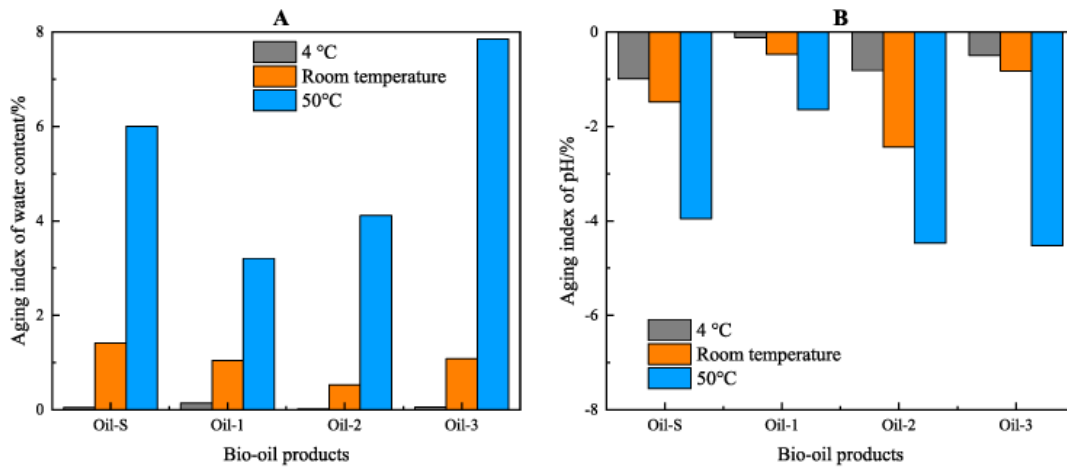 A
8
6
4
2
0
Aging index of water content/%
4 °C
Room temperature
50°C
Oil-S
Oil-1
Oil-2
Oil-3
Bio-oil products
B
0
-2
-4
-6
-8
Aging index of pH/%
4 °C
Room temperature
50°C
Oil-S
Oil-1
Oil-2
Oil-3
Bio-oil products